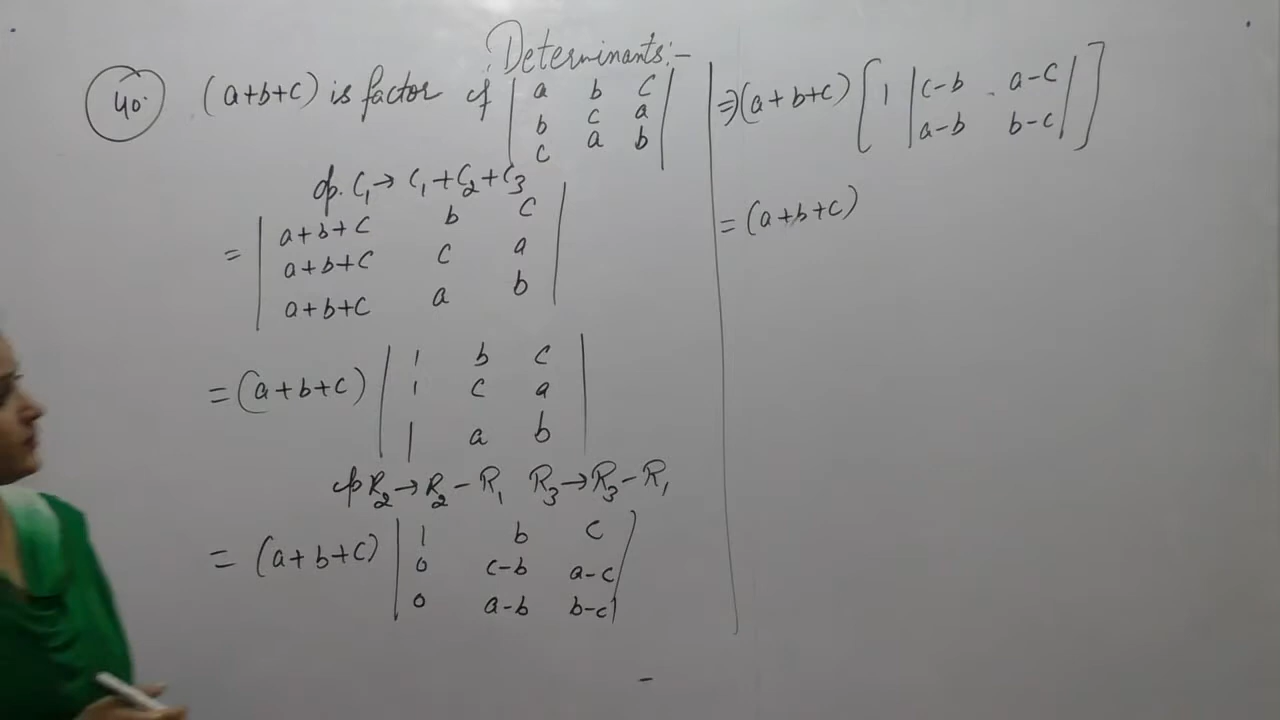 Determinants:-
40. (a+b+c) is factor of | a b c |
| b c a |
| c a b |
op. C₁→ C₁+C₂+C₃
= | a+b+c b c |
| a+b+c c a |
| a+b+c a b |
= (a+b+c) | 1 b c |
| 1 c a |
| 1 a b |
op R₂→R₂-R₁ R₃→R₃-R₁
= (a+b+c) | 1 b c |
| 0 c-b a-c |
| 0 a-b b-c |
⇒(a+b+c) [ 1 | c-b a-c | ]
| a-b b-c |
= (a+b+c)